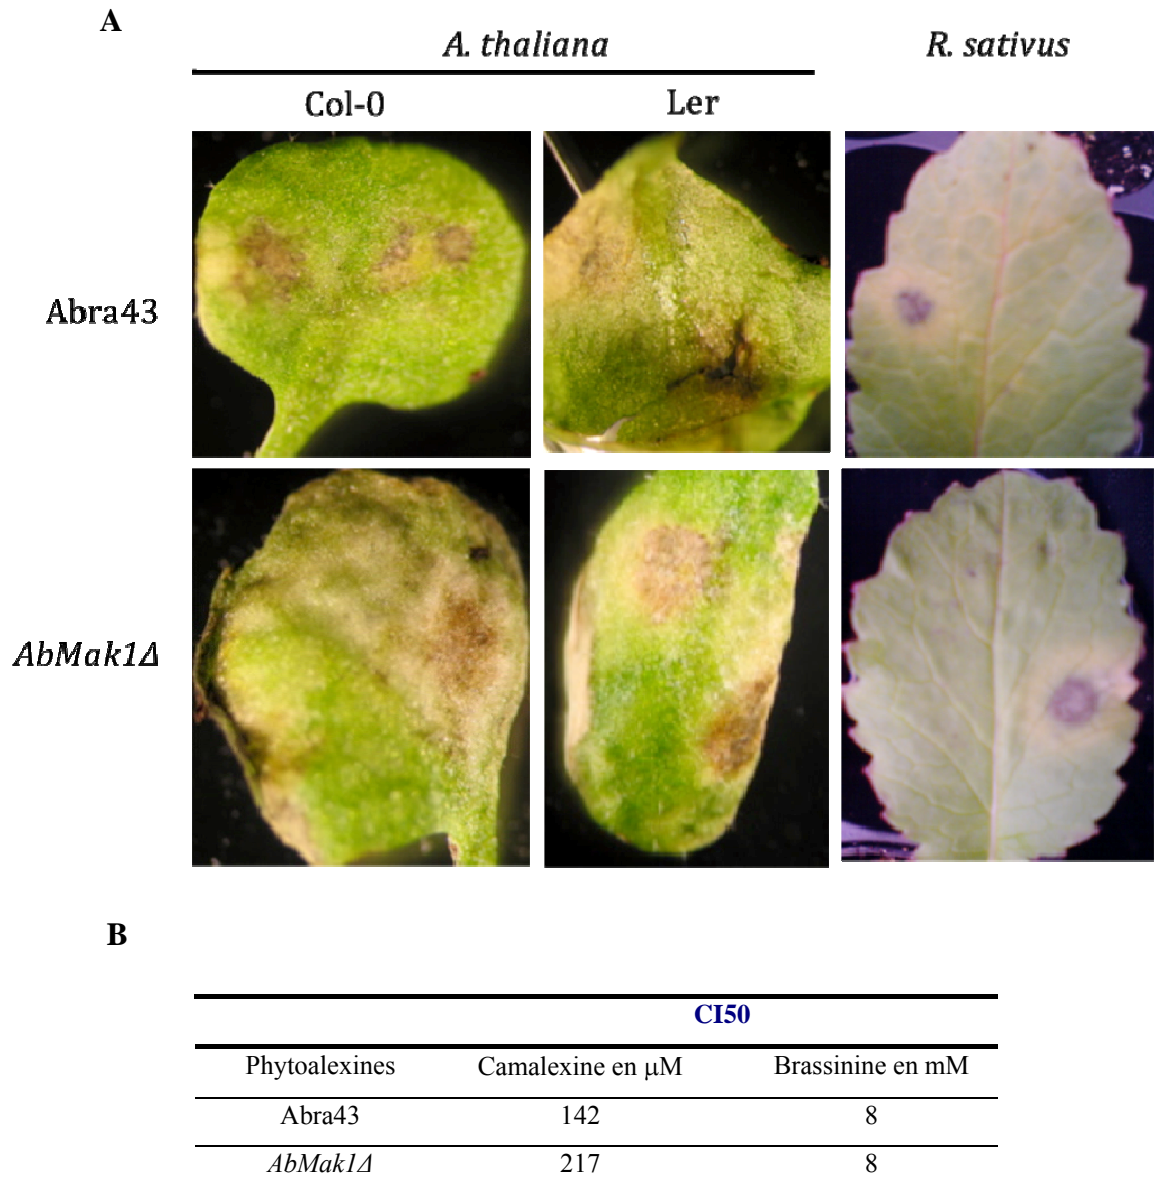 A
A. thaliana R. sativus
Col-0 Ler
Abra43
AbMak1Δ
B
CI50
Phytoalexines Camalexine en μM Brassinine en mM
Abra43 142 8
AbMak1Δ 217 8